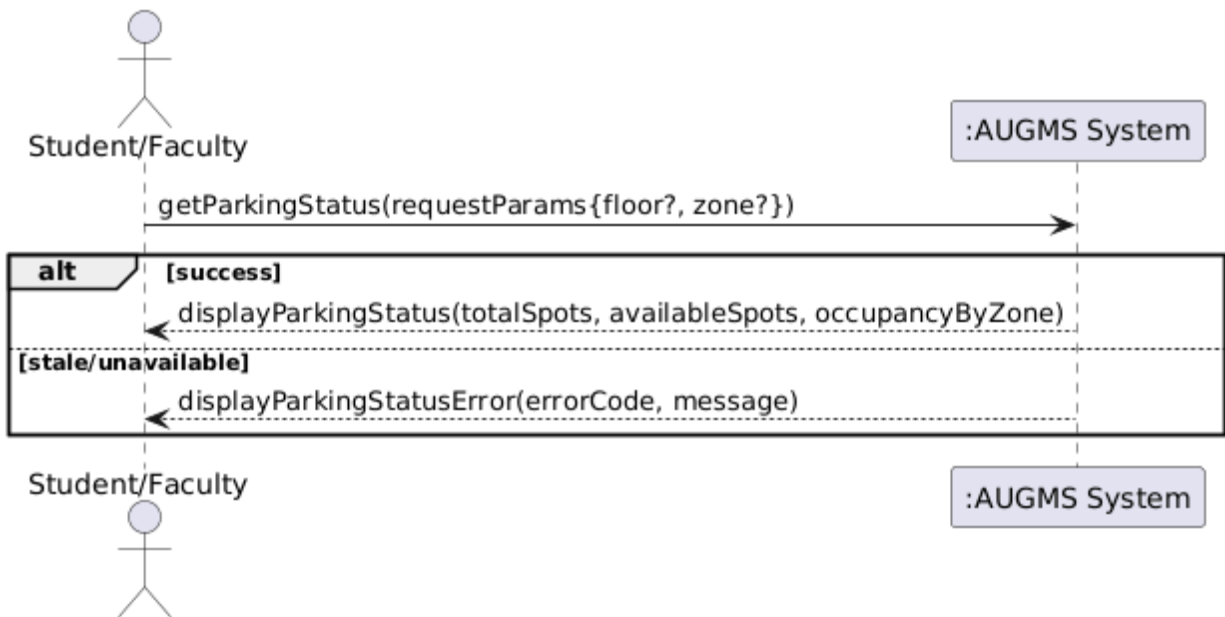 Student/Faculty
:AUGMS System
getParkingStatus(requestParams{floor?, zone?})
alt [success]
displayParkingStatus(totalSpots, availableSpots, occupancyByZone)
[stale/unavailable]
displayParkingStatusError(errorCode, message)
Student/Faculty
:AUGMS System